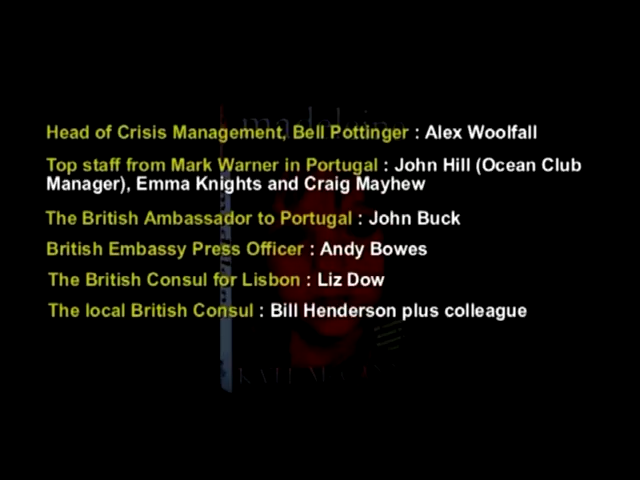 madeleine
Head of Crisis Management, Bell Pottinger : Alex Woolfall
Top staff from Mark Warner in Portugal : John Hill (Ocean Club
Manager), Emma Knights and Craig Mayhew
The British Ambassador to Portugal : John Buck
British Embassy Press Officer : Andy Bowes
The British Consul for Lisbon : Liz Dow
The local British Consul : Bill Henderson plus colleague
KATE